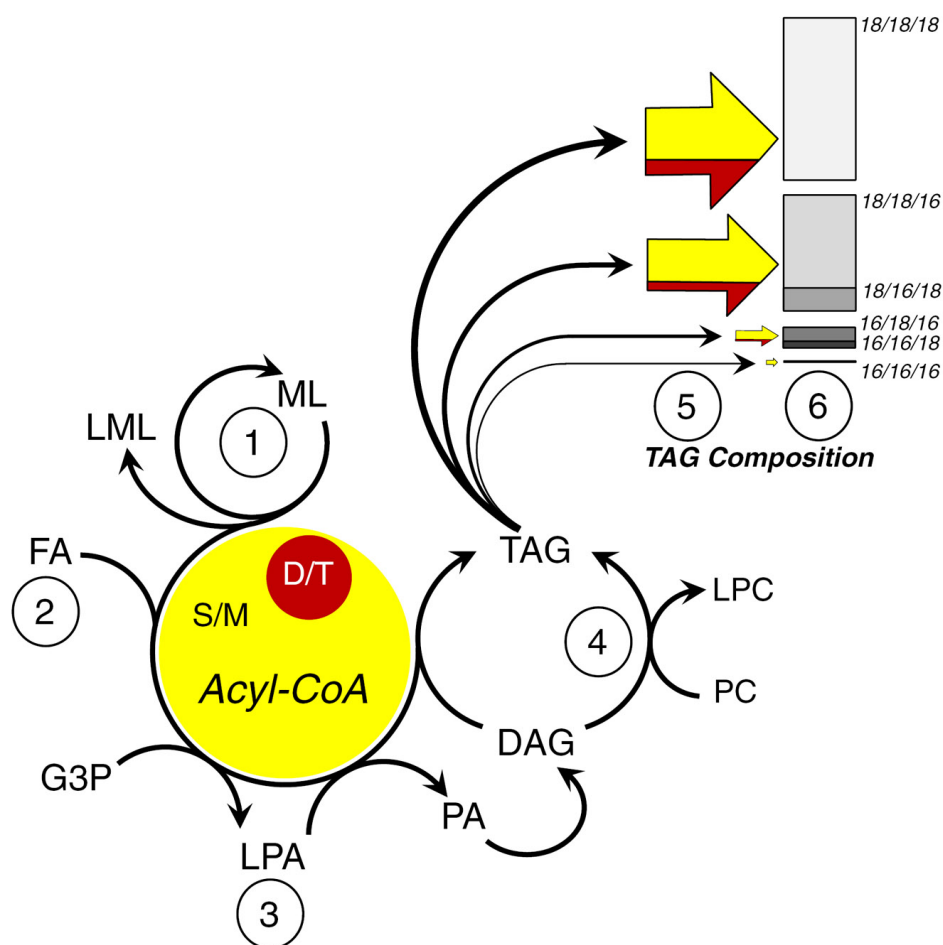 18/18/18
18/18/16
18/16/18
16/18/16
16/16/18
16/16/16
5
6
TAG Composition
ML
LML
1
FA
2
D/T
S/M
Acyl-CoA
TAG
LPC
4
PC
DAG
G3P
PA
LPA
3